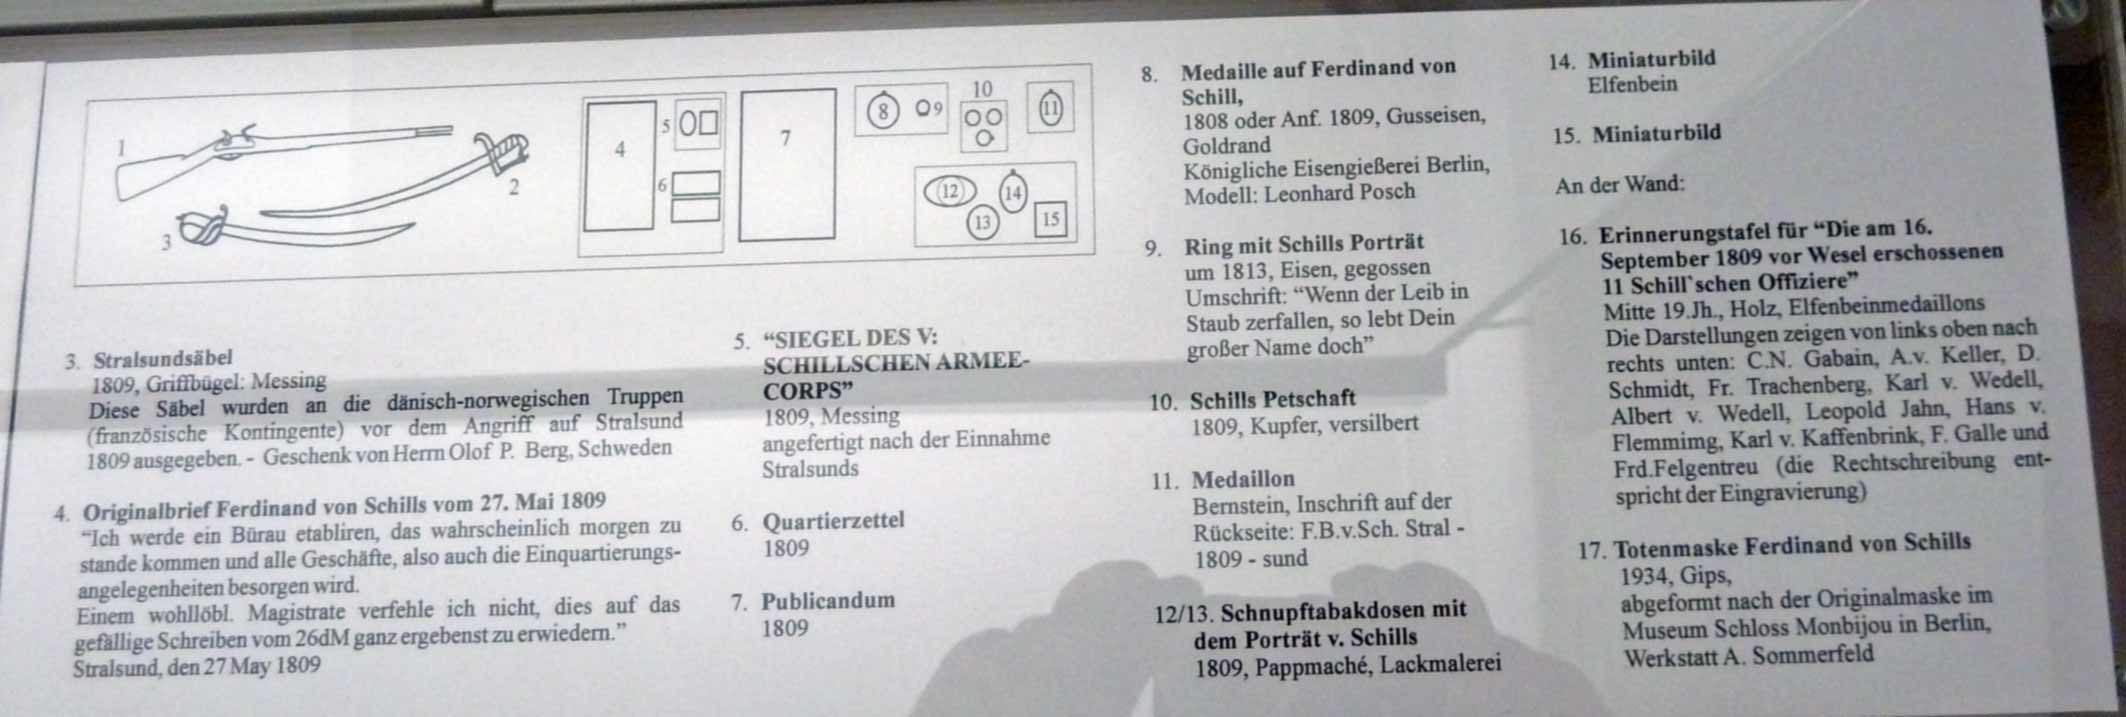 1
2
3
4
5
6
7
8
9
10
11
12
13
14
15
3. Stralsundsäbel
1809, Griffbügel: Messing
Diese Säbel wurden an die dänisch-norwegischen Truppen
(französische Kontingente) vor dem Angriff auf Stralsund
1809 ausgegeben. - Geschenk von Herrn Olof P. Berg, Schweden
4. Originalbrief Ferdinand von Schills vom 27. Mai 1809
“Ich werde ein Bürau etabliren, das wahrscheinlich morgen zu
stande kommen und alle Geschäfte, also auch die Einquartierungs-
angelegenheiten besorgen wird.
Einem wohllöbl. Magistrate verfehle ich nicht, dies auf das
gefällige Schreiben vom 26dM ganz ergebenst zu erwiedern.”
Stralsund, den 27 May 1809
5. “SIEGEL DES V:
SCHILLSCHEN ARMEE-
CORPS”
1809, Messing
angefertigt nach der Einnahme
Stralsunds
6. Quartierzettel
1809
7. Publicandum
1809
8. Medaille auf Ferdinand von
Schill,
1808 oder Anf. 1809, Gusseisen,
Goldrand
Königliche Eisengießerei Berlin,
Modell: Leonhard Posch
9. Ring mit Schills Porträt
um 1813, Eisen, gegossen
Umschrift: “Wenn der Leib in
Staub zerfallen, so lebt Dein
großer Name doch”
10. Schills Petschaft
1809, Kupfer, versilbert
11. Medaillon
Bernstein, Inschrift auf der
Rückseite: F.B.v.Sch. Stral -
1809 - sund
12/13. Schnupftabakdosen mit
dem Porträt v. Schills
1809, Pappmaché, Lackmalerei
14. Miniaturbild
Elfenbein
15. Miniaturbild
An der Wand:
16. Erinnerungstafel für “Die am 16.
September 1809 vor Wesel erschossenen
11 Schill`schen Offiziere”
Mitte 19.Jh., Holz, Elfenbeinmedaillons
Die Darstellungen zeigen von links oben nach
rechts unten: C.N. Gabain, A.v. Keller, D.
Schmidt, Fr. Trachenberg, Karl v. Wedell,
Albert v. Wedell, Leopold Jahn, Hans v.
Flemmimg, Karl v. Kaffenbrink, F. Galle und
Frd.Felgentreu (die Rechtschreibung ent-
spricht der Eingravierung)
17. Totenmaske Ferdinand von Schills
1934, Gips,
abgeformt nach der Originalmaske im
Museum Schloss Monbijou in Berlin,
Werkstatt A. Sommerfeld